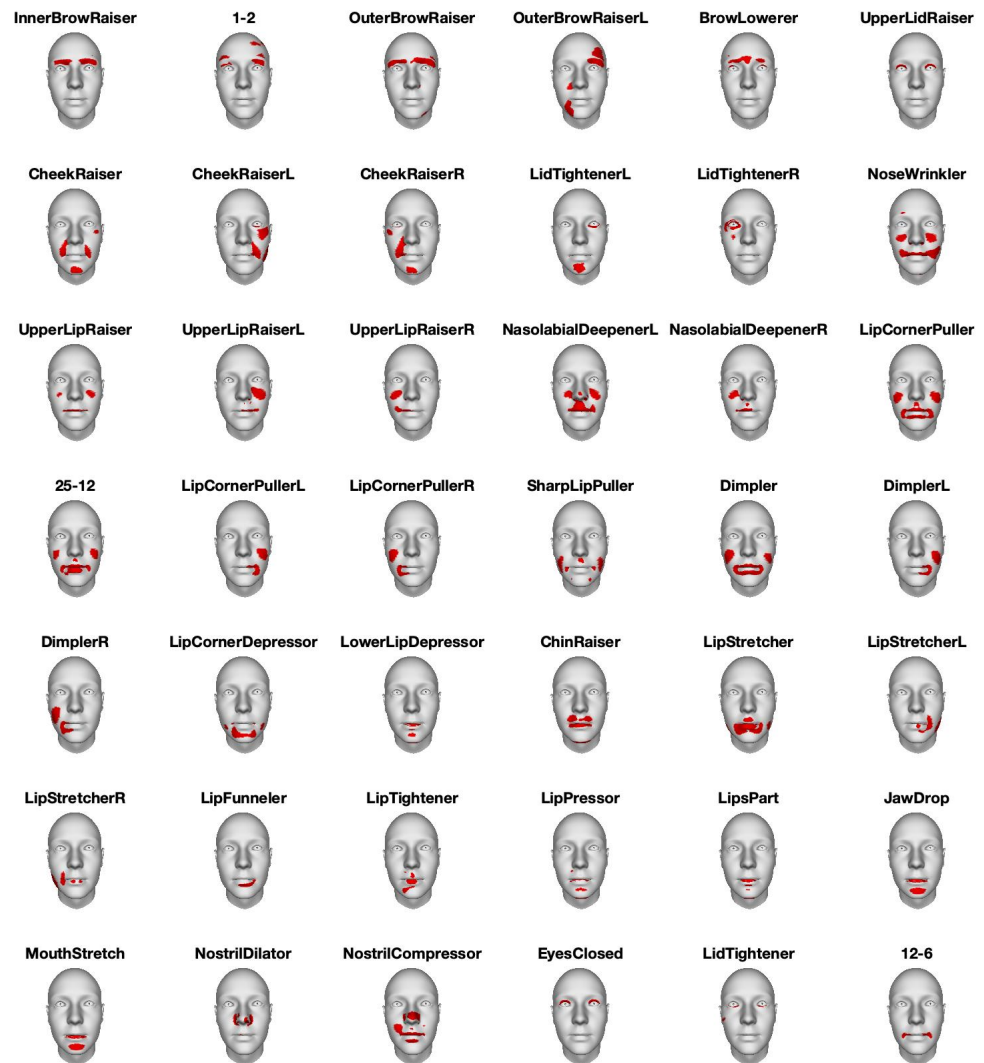 InnerBrowRaiser 1-2 OuterBrowRaiser OuterBrowRaiserL BrowLowerer UpperLidRaiser
CheekRaiser CheekRaiserL CheekRaiserR LidTightenerL LidTightenerR NoseWrinkler
UpperLipRaiser UpperLipRaiserL UpperLipRaiserR NasolabialDeepenerL NasolabialDeepenerR LipCornerPuller
25-12 LipCornerPullerL LipCornerPullerR SharpLipPuller Dimpler DimplerL
DimplerR LipCornerDepressor LowerLipDepressor ChinRaiser LipStretcher LipStretcherL
LipStretcherR LipFunneler LipTightener LipPressor LipsPart JawDrop
MouthStretch NostrilDilator NostrilCompressor EyesClosed LidTightener 12-6